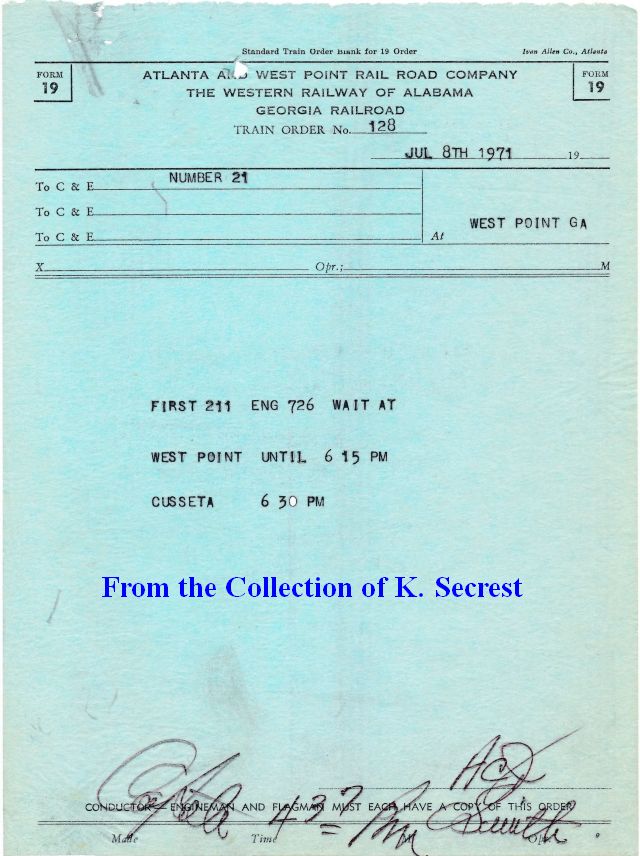 Standard Train Order Blank for 19 Order Ivan Allen Co., Atlanta
FORM 19 ATLANTA AND WEST POINT RAIL ROAD COMPANY FORM 19
THE WESTERN RAILWAY OF ALABAMA
GEORGIA RAILROAD
TRAIN ORDER No. 128
JUL 8TH 1971 19
To C & E NUMBER 21
To C & E
To C & E At WEST POINT GA
X Opr.; M
FIRST 211 ENG 726 WAIT AT
WEST POINT UNTIL 6 15 PM
CUSSETA 6 30 PM
From the Collection of K. Secrest
CONDUCTOR ENGINEMAN AND FLAGMAN MUST EACH HAVE A COPY OF THIS ORDER
Made Time 437 Pm Smith Opr.